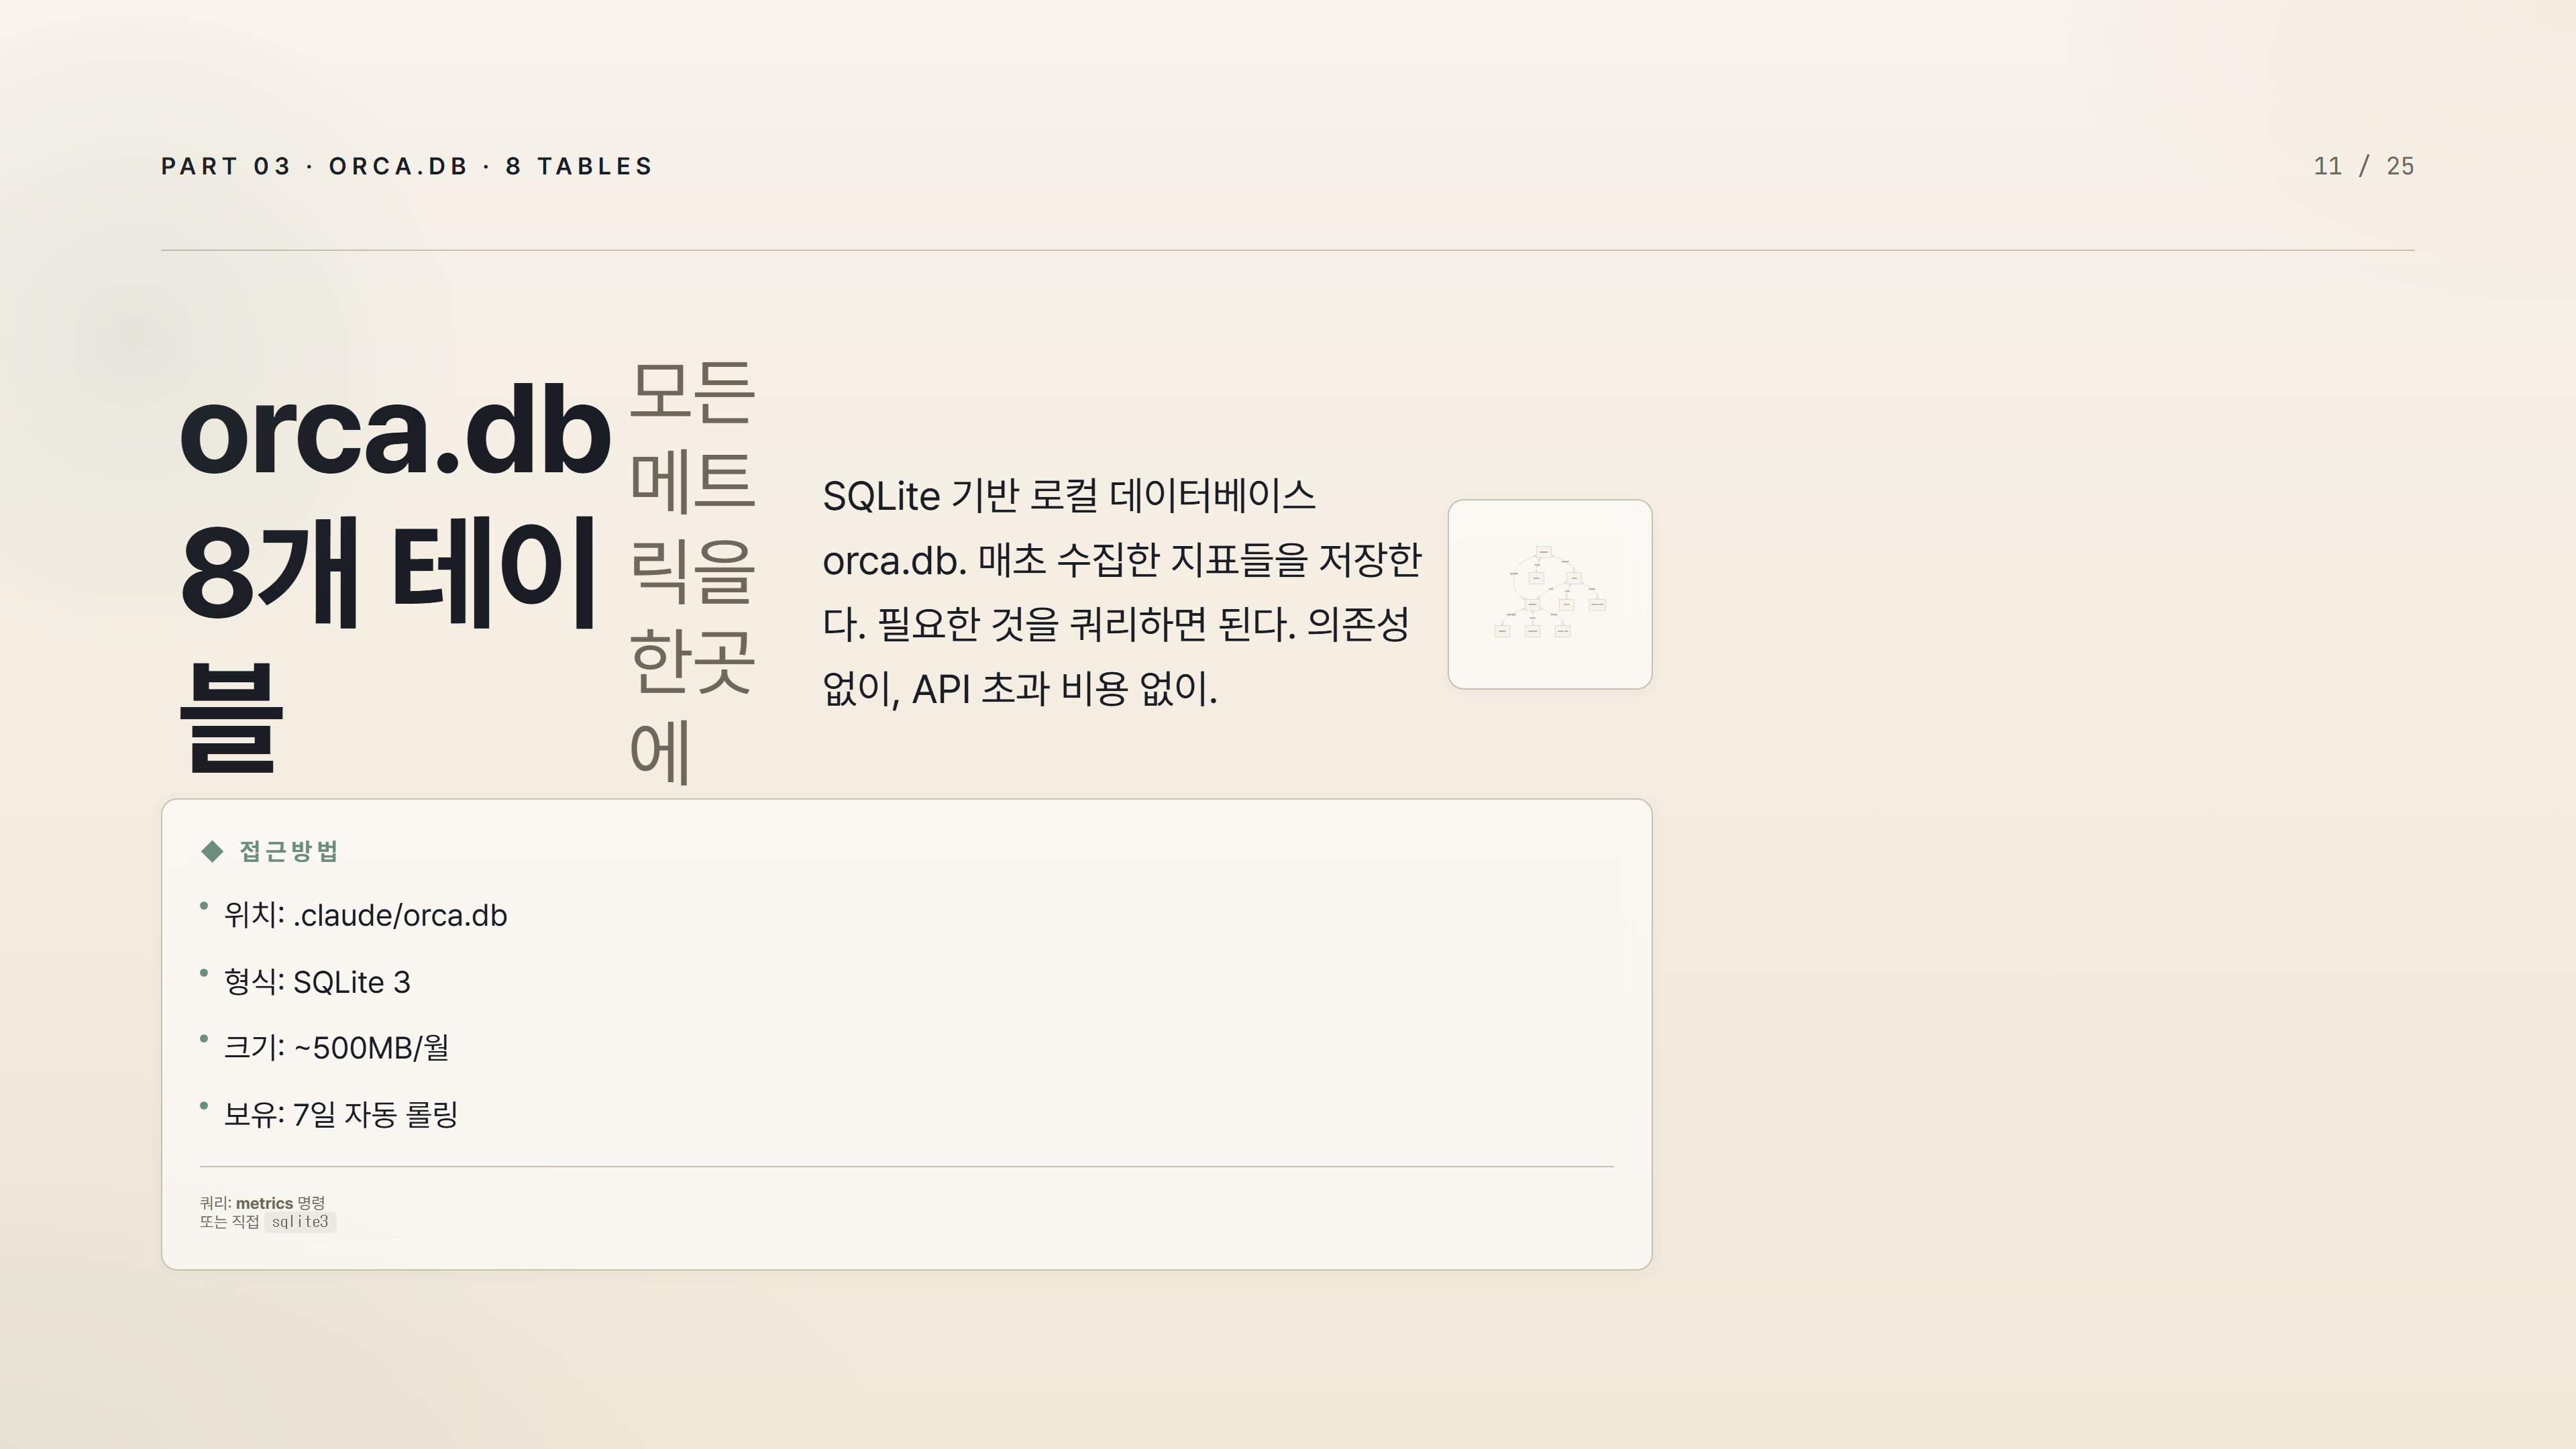 PART 03 · ORCA.DB · 8 TABLES
11 / 25
orca.db
8개 테이
블
모든
메트
릭을
한곳
에
SQLite 기반 로컬 데이터베이스
orca.db. 매초 수집한 지표들을 저장한
다. 필요한 것을 쿼리하면 된다. 의존성
없이, API 초과 비용 없이.
◆ 접근방법
• 위치: .claude/orca.db
• 형식: SQLite 3
• 크기: ~500MB/월
• 보유: 7일 자동 롤링
쿼리: metrics 명령
또는 직접 sqlite3